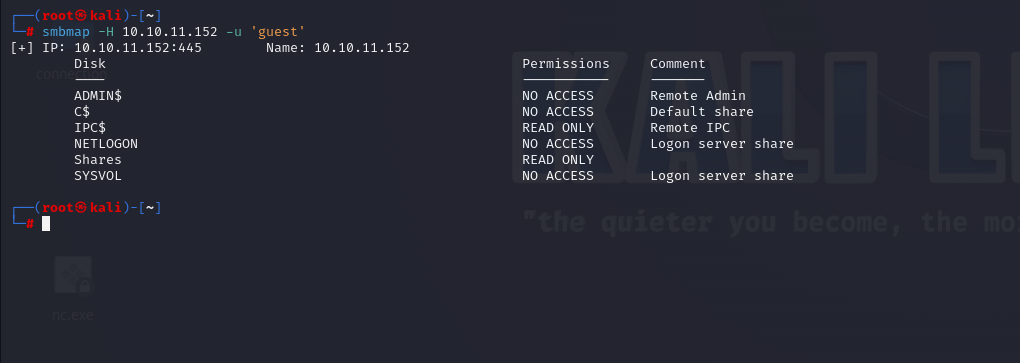 ┌──(root㉿kali)-[~]
└─# smbmap -H 10.10.11.152 -u 'guest'
[+] IP: 10.10.11.152:445 Name: 10.10.11.152
Disk Permissions Comment
---- ----------- -------
connection
ADMIN$ NO ACCESS Remote Admin
C$ NO ACCESS Default share
IPC$ READ ONLY Remote IPC
NETLOGON NO ACCESS Logon server share
Shares READ ONLY
SYSVOL NO ACCESS Logon server share
KALI LI
┌──(root㉿kali)-[~]
└─#
"the quieter you become, the mo
nc.exe